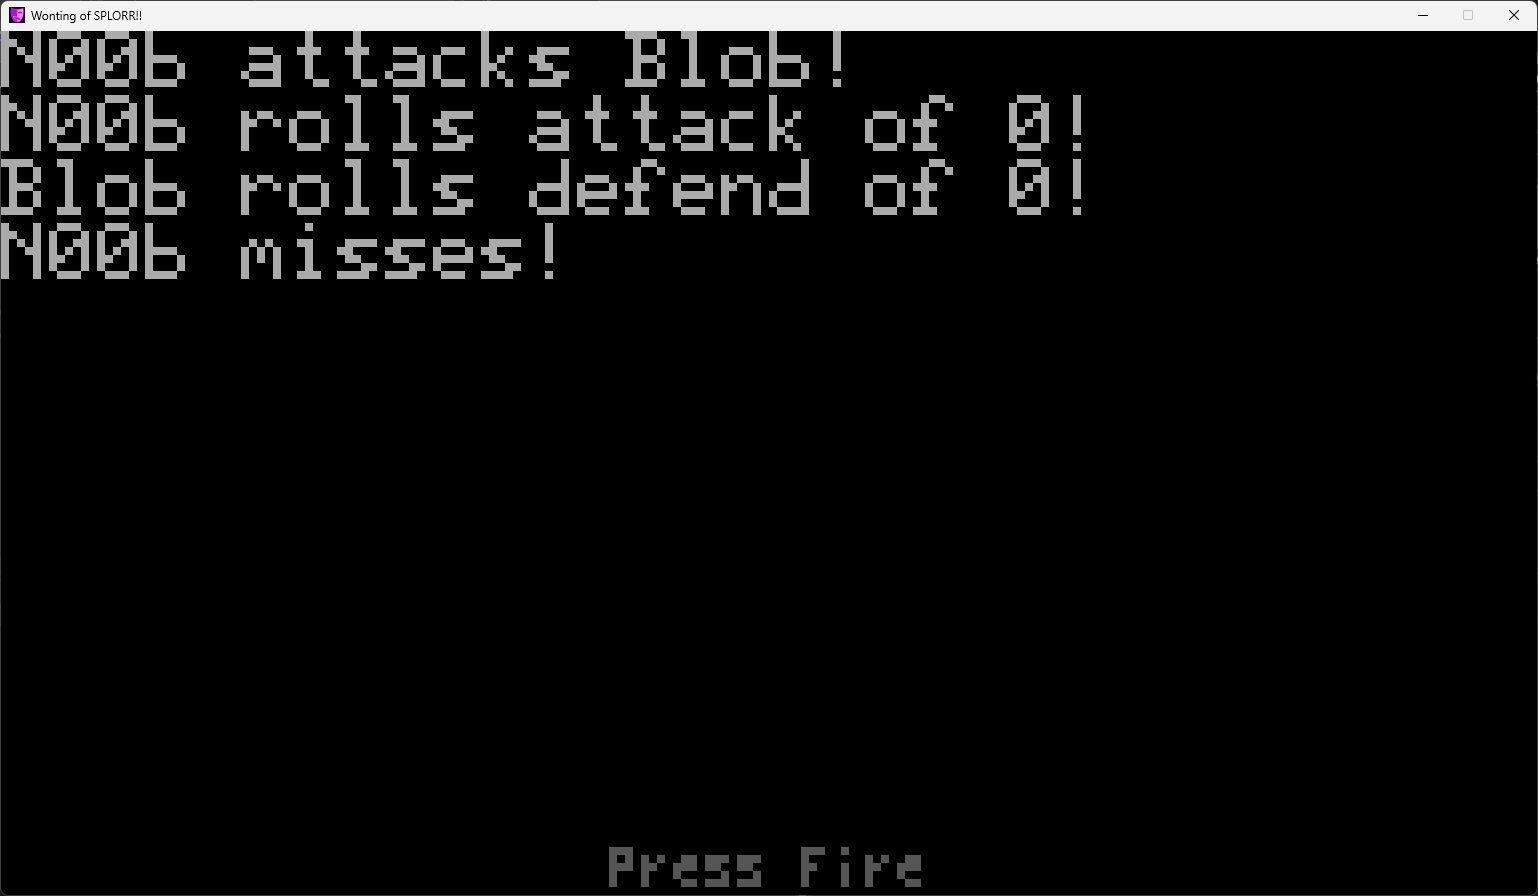 Wonting of SPLORR!!
N00b attacks Blob!
N00b rolls attack of 0!
Blob rolls defend of 0!
N00b misses!
Press Fire